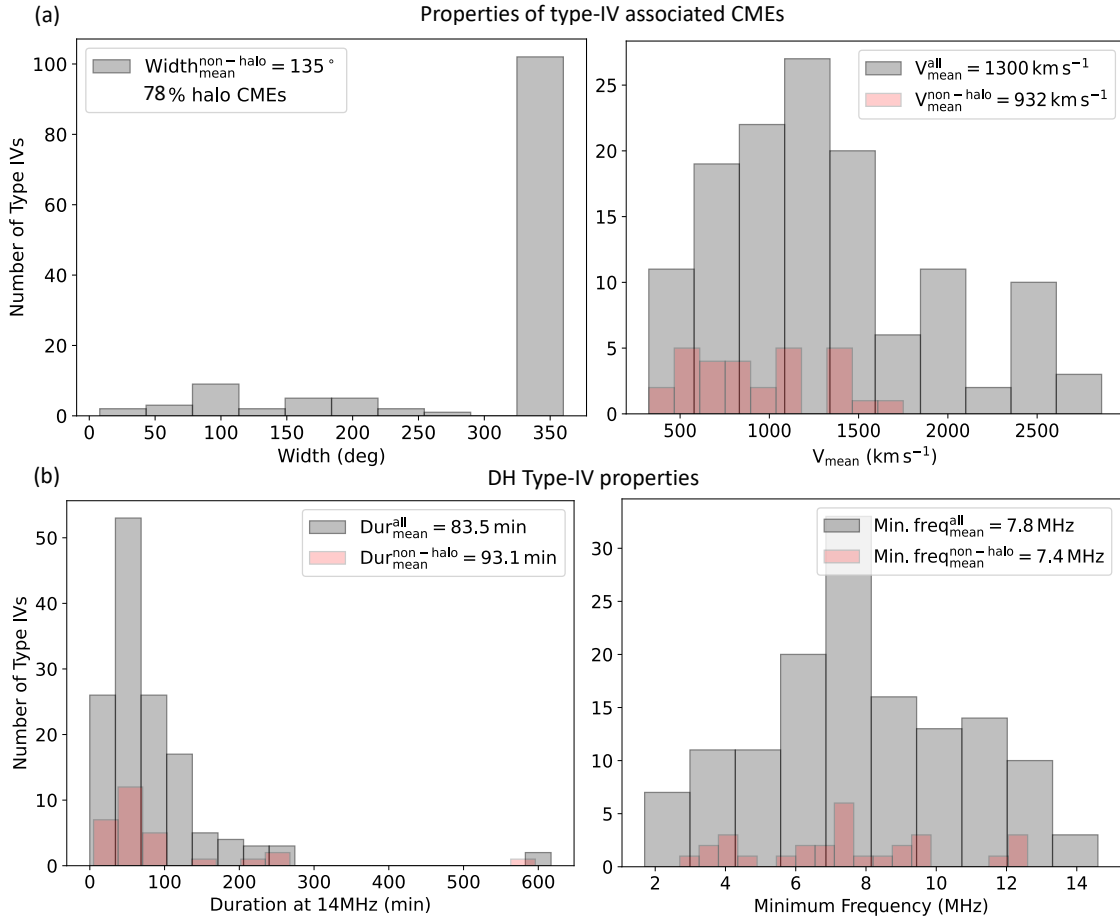 (a)
Properties of type-IV associated CMEs
Number of Type IVs
100
80
60
40
20
0
Width^{non-halo}_{mean} = 135°
78% halo CMEs
0 50 100 150 200 250 300 350
Width (deg)
25
20
15
10
5
0
V^{all}_{mean} = 1300 km s^{-1}
V^{non-halo}_{mean} = 932 km s^{-1}
500 1000 1500 2000 2500
V_{mean} (km s^{-1})
(b)
DH Type-IV properties
Number of Type IVs
50
40
30
20
10
0
Dur^{all}_{mean} = 83.5 min
Dur^{non-halo}_{mean} = 93.1 min
0 100 200 300 400 500 600
Duration at 14MHz (min)
30
25
20
15
10
5
0
Min. freq^{all}_{mean} = 7.8 MHz
Min. freq^{non-halo}_{mean} = 7.4 MHz
2 4 6 8 10 12 14
Minimum Frequency (MHz)